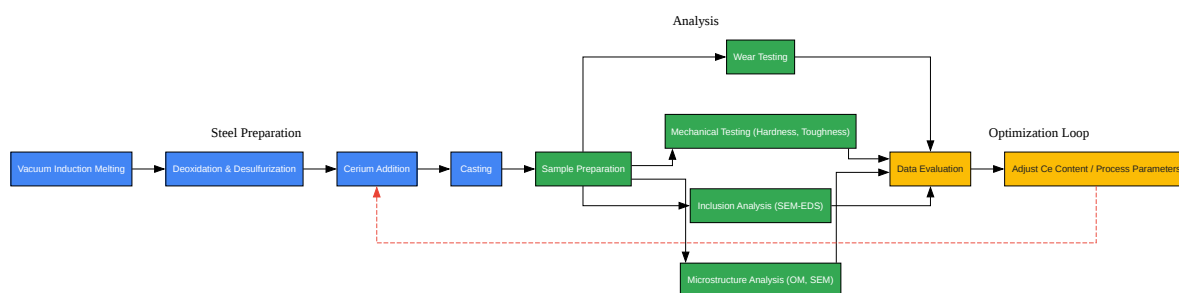 Analysis
Wear Testing
Steel Preparation
Mechanical Testing (Hardness, Toughness)
Optimization Loop
Vacuum Induction Melting
Deoxidation & Desulfurization
Cerium Addition
Casting
Sample Preparation
Data Evaluation
Adjust Ce Content / Process Parameters
Inclusion Analysis (SEM-EDS)
Microstructure Analysis (OM, SEM)